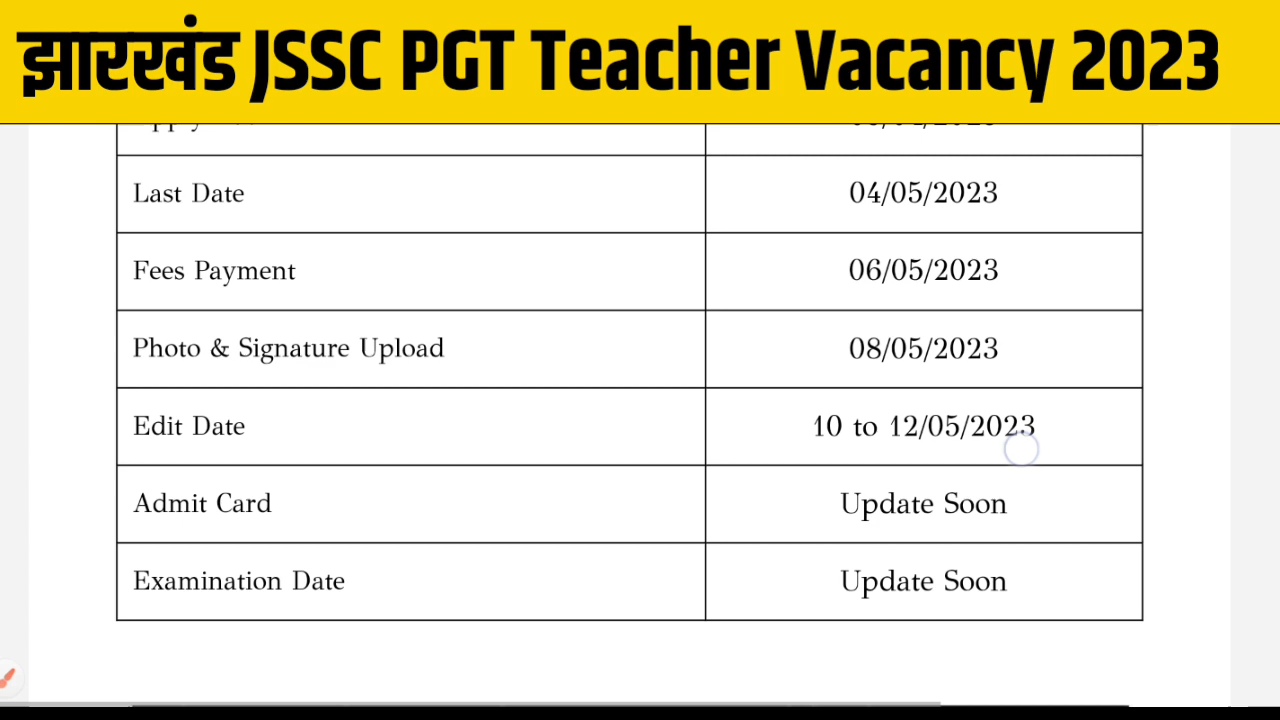 झारखंड JSSC PGT Teacher Vacancy 2023
Last Date 04/05/2023
Fees Payment 06/05/2023
Photo & Signature Upload 08/05/2023
Edit Date 10 to 12/05/2023
Admit Card Update Soon
Examination Date Update Soon